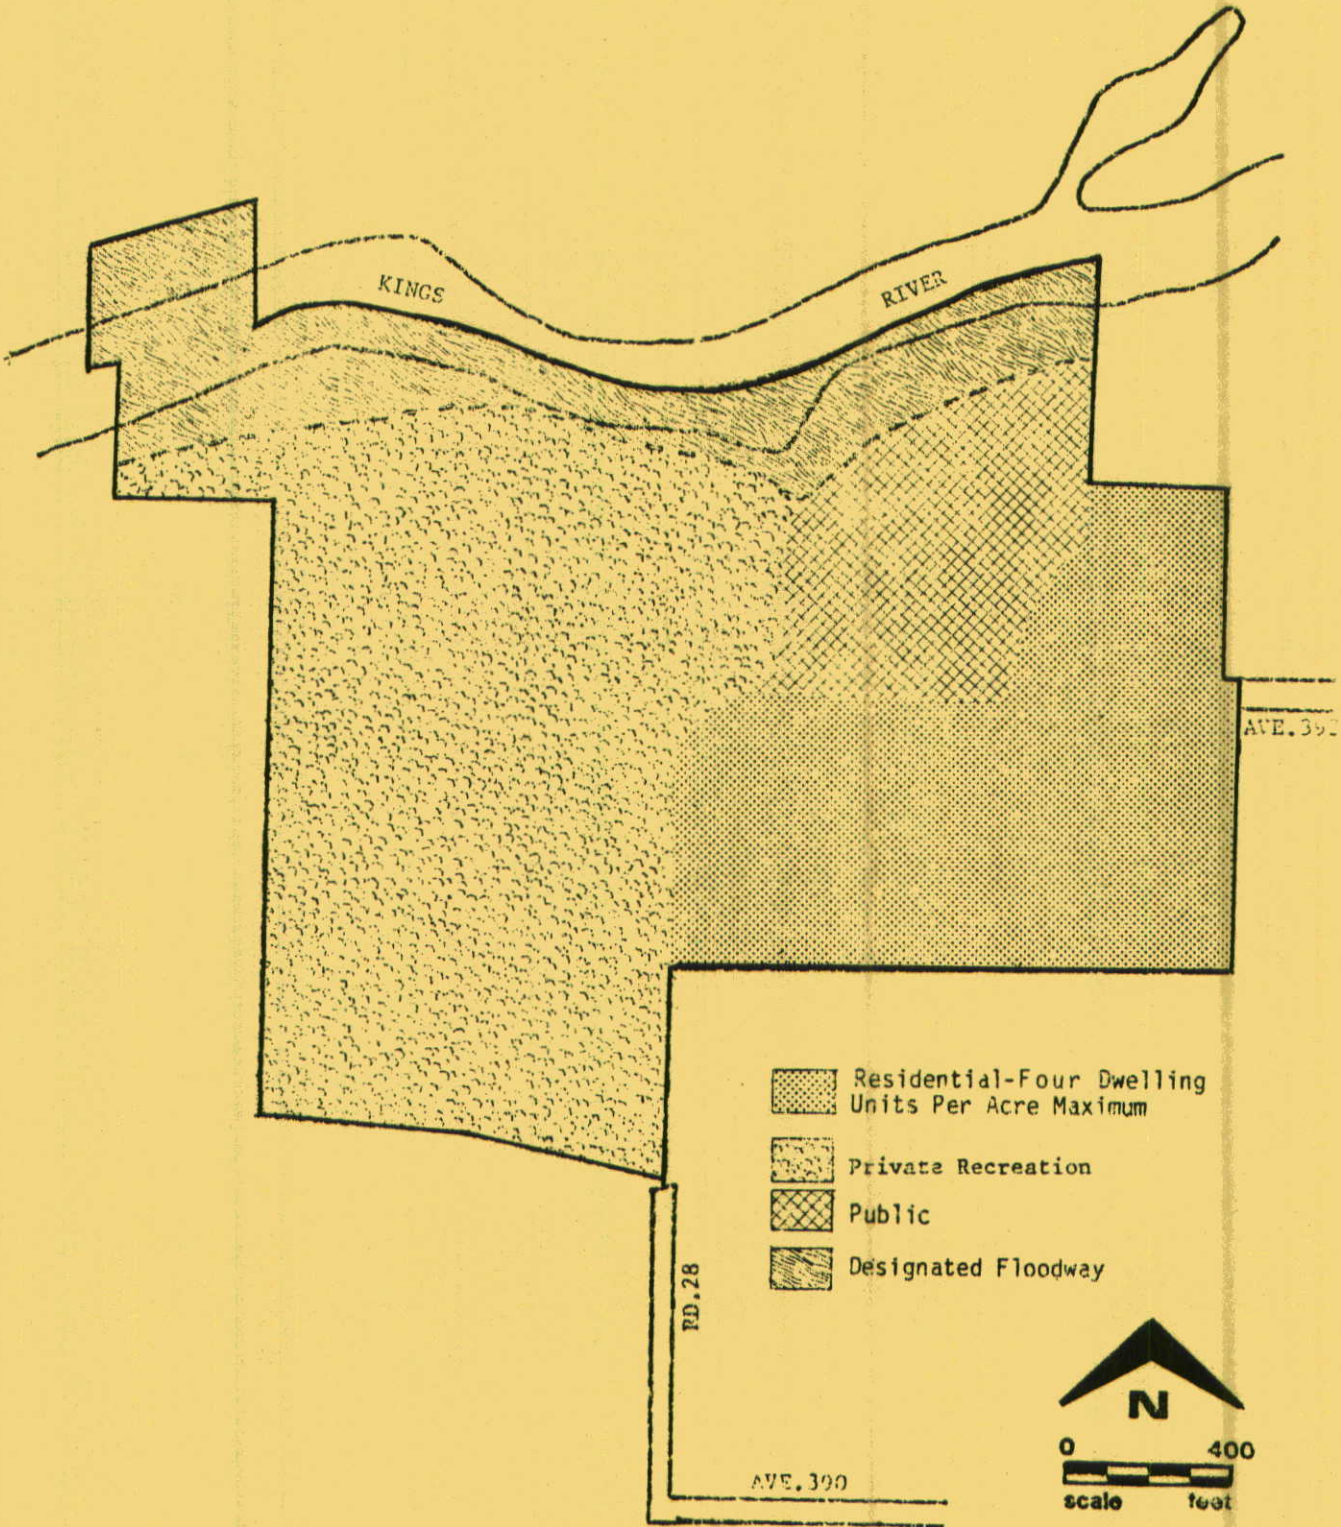 KINGS RIVER
Residential-Four Dwelling
Units Per Acre Maximum
Private Recreation
Public
Designated Floodway
RD.28
N
0 400
scale feet
AVE.390